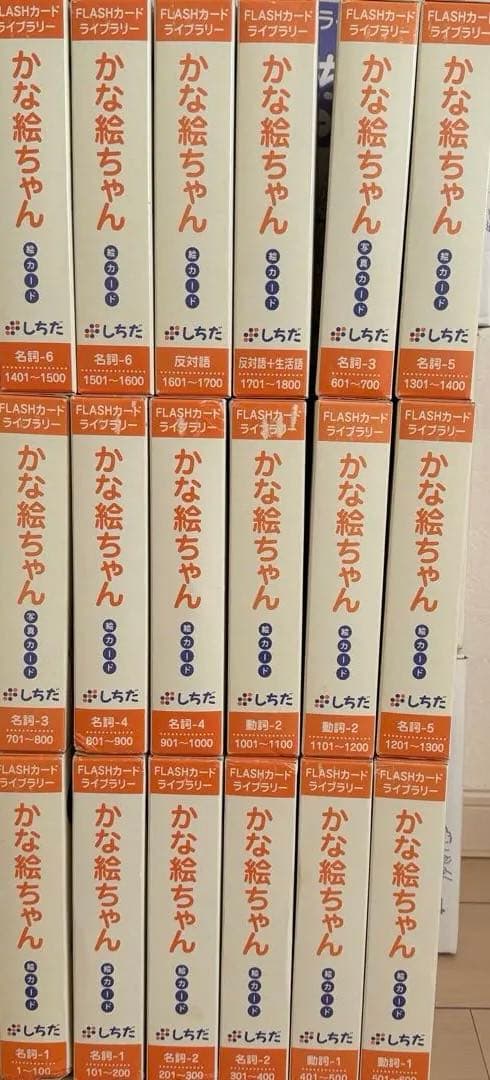 FLASHカード
ライブラリー
かな絵ちゃん
絵カード
しちだ
名詞-6
1401〜1500
FLASHカード
ライブラリー
かな絵ちゃん
絵カード
しちだ
名詞-6
1501〜1600
FLASHカード
ライブラリー
かな絵ちゃん
絵カード
しちだ
反対語
1601〜1700
FLASHカード
ライブラリー
かな絵ちゃん
絵カード
しちだ
反対語+生活語
1701〜1800
FLASHカード
ライブラリー
かな絵ちゃん
写真カード
しちだ
名詞-3
601〜700
FLASHカード
ライブラリー
かな絵ちゃん
絵カード
しちだ
名詞-5
1301〜1400
FLASHカード
ライブラリー
かな絵ちゃん
写真カード
しちだ
名詞-3
701〜800
FLASHカード
ライブラリー
かな絵ちゃん
絵カード
しちだ
名詞-4
801〜900
FLASHカード
ライブラリー
かな絵ちゃん
絵カード
しちだ
名詞-4
901〜1000
FLASHカード
ライブラリー
かな絵ちゃん
絵カード
しちだ
動詞-2
1001〜1100
FLASHカード
ライブラリー
かな絵ちゃん
絵カード
しちだ
動詞-2
1101〜1200
FLASHカード
ライブラリー
かな絵ちゃん
絵カード
しちだ
名詞-5
1201〜1300
FLASHカード
ライブラリー
かな絵ちゃん
絵カード
しちだ
名詞-1
1〜100
FLASHカード
ライブラリー
かな絵ちゃん
絵カード
しちだ
名詞-1
101〜200
FLASHカード
ライブラリー
かな絵ちゃん
絵カード
しちだ
名詞-2
201〜300
FLASHカード
ライブラリー
かな絵ちゃん
絵カード
しちだ
名詞-2
301〜400
FLASHカード
ライブラリー
かな絵ちゃん
絵カード
しちだ
動詞-1
401〜500
FLASHカード
ライブラリー
かな絵ちゃん
絵カード
しちだ
動詞-1